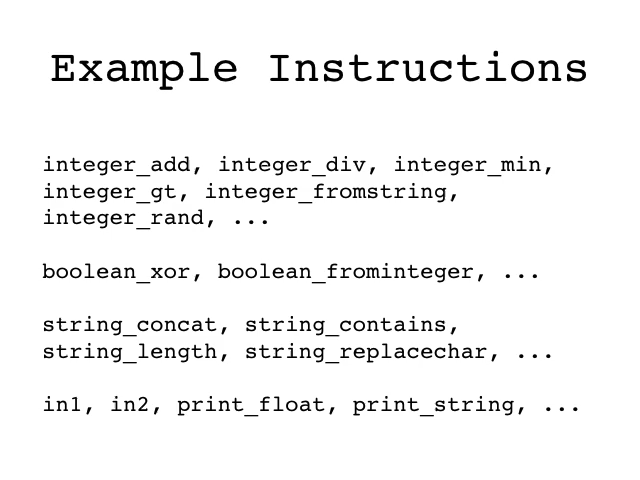 Example Instructions
integer_add, integer_div, integer_min,
integer_gt, integer_fromstring,
integer_rand, ...
boolean_xor, boolean_frominteger, ...
string_concat, string_contains,
string_length, string_replacechar, ...
in1, in2, print_float, print_string, ...